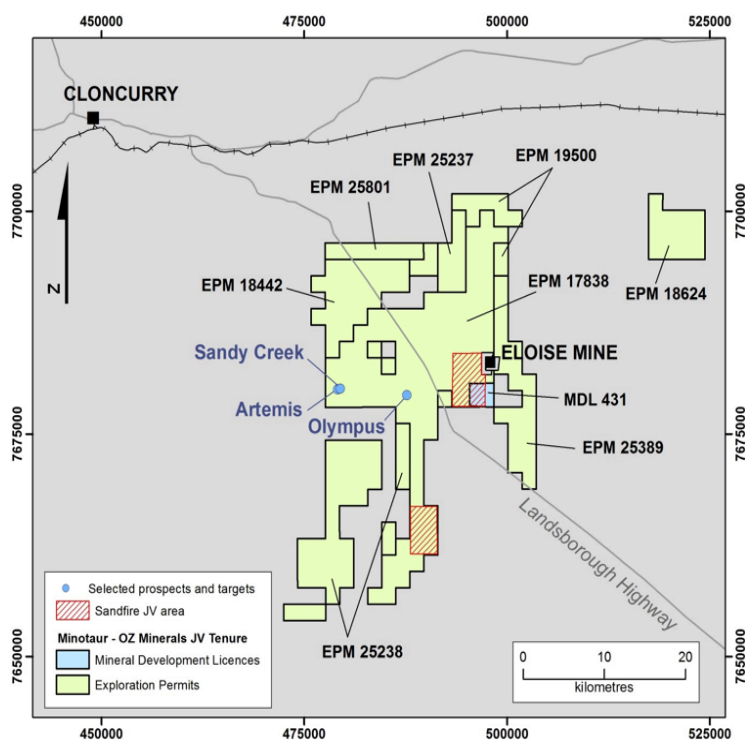 450000
475000
500000
525000
CLONCURRY
EPM 19500
EPM 25237
EPM 25801
7700000
7700000
N
EPM 18442
EPM 17838
EPM 18624
Sandy Creek
ELOISE MINE
Artemis
MDL 431
Olympus
7675000
7675000
EPM 25389
Landsborough Highway
Selected prospects and targets
Sandfire JV area
Minotaur - OZ Minerals JV Tenure
Mineral Development Licences
Exploration Permits
EPM 25238
0
10
20
kilometres
7650000
7650000
450000
475000
500000
525000